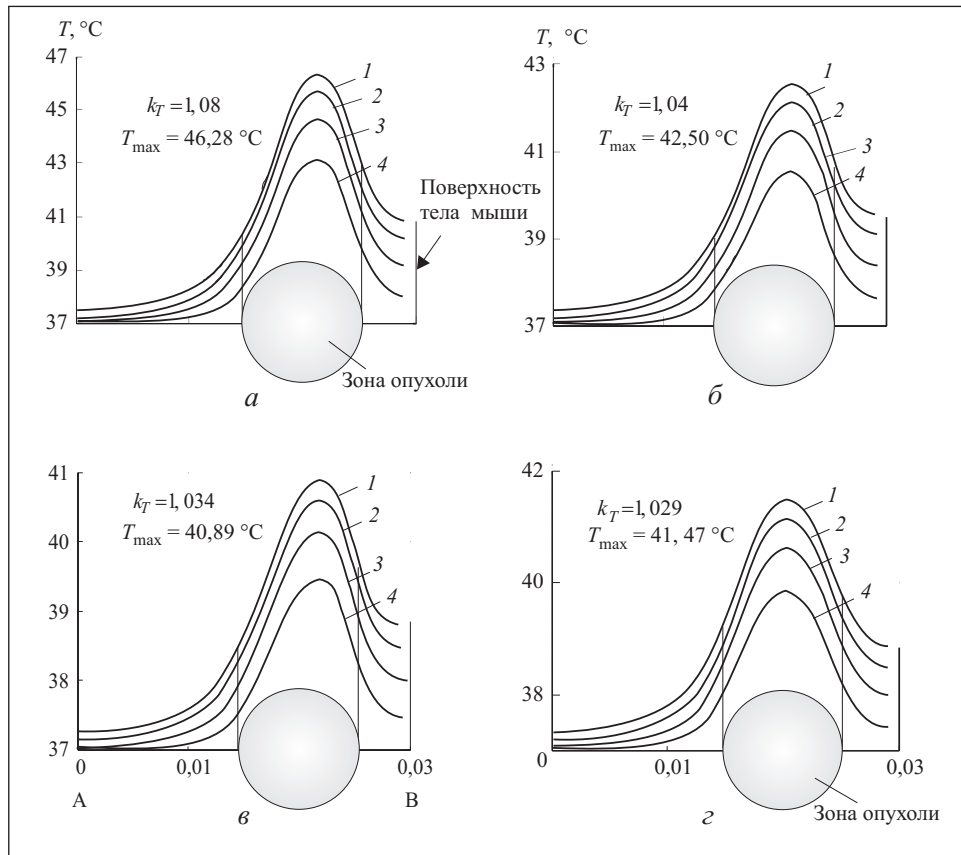 T, °C
47
45
43
41
39
37
k_T=1,08
T_max = 46,28 °C
1
2
3
4
Поверхность
тела мыши
Зона опухоли
а
T, °C
43
41
39
37
k_T=1,04
T_max = 42,50 °C
1
2
3
4
б
41
40
39
38
37
k_T=1,034
T_max = 40,89 °C
1
2
3
4
0
0,01
0,03
А
В
в
42
40
38
0
k_T=1,029
T_max = 41, 47 °C
1
2
3
4
0,01
0,03
Зона опухоли
г